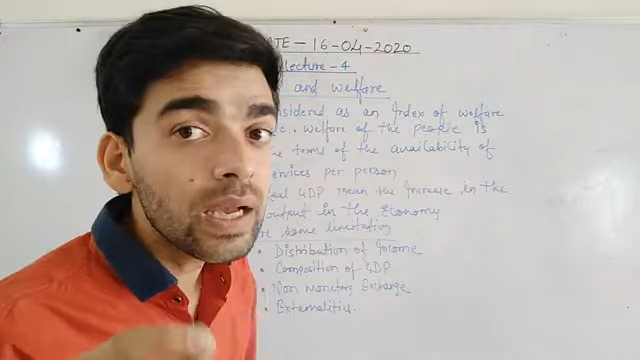 TE - 16-04-2020
lecture - 4
and welfare
sidered as an Index of welfare
. welfare of the people is
terms of the availability of
ervices per person
eal GDP mean the Increase in the
output in the Economy
re some limitation
• Distribution of Income
• Composition of GDP
• Non Monetary Exchange
• Externalities.